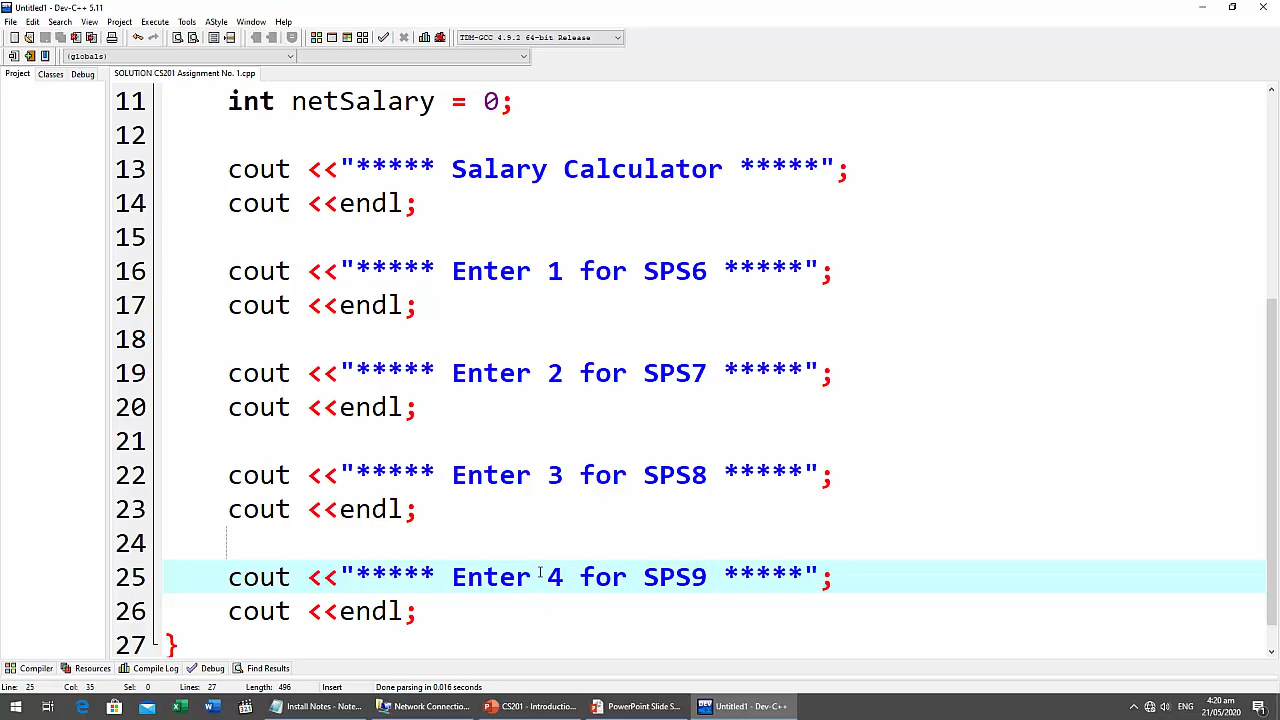 Untitled1 - Dev-C++ 5.11
File Edit Search View Project Execute Tools AStyle Window Help
TDM-GCC 4.9.2 64-bit Release
(globals)
Project Classes Debug SOLUTION CS201 Assignment No. 1.cpp
11 int netSalary = 0;
12
13 cout <<"***** Salary Calculator *****";
14 cout <<endl;
15
16 cout <<"***** Enter 1 for SPS6 *****";
17 cout <<endl;
18
19 cout <<"***** Enter 2 for SPS7 *****";
20 cout <<endl;
21
22 cout <<"***** Enter 3 for SPS8 *****";
23 cout <<endl;
24
25 cout <<"***** Enter 4 for SPS9 *****";
26 cout <<endl;
27 }
Compiler Resources Compile Log Debug Find Results
Line: 25 Col: 35 Sel: 0 Lines: 27 Length: 496 Insert Done parsing in 0.016 seconds
Install Notes - Note... Network Connectio... CS201 - Introductio... PowerPoint Slide S... Untitled1 - Dev-C++ ENG 4:20 am
21/05/2020